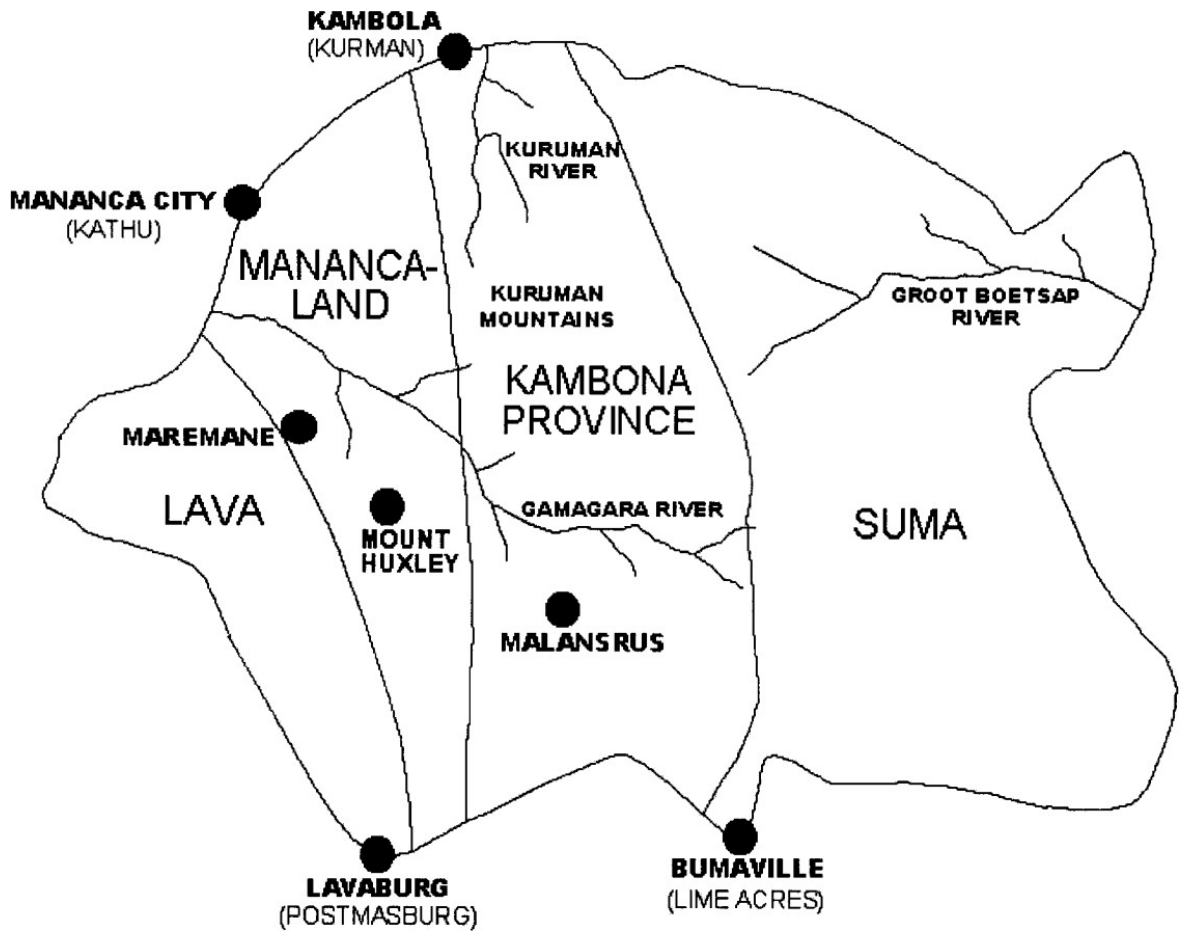 KAMBOLA
(KURMAN)
KURUMAN
RIVER
MANANCA CITY
(KATHU)
MANANCA-
LAND
KURUMAN
MOUNTAINS
GROOT BOETSAP
RIVER
KAMBONA
PROVINCE
MAREMANE
LAVA
GAMAGARA RIVER
SUMA
MOUNT
HUXLEY
MALANSRUS
LAVABURG
(POSTMASBURG)
BUMAVILLE
(LIME ACRES)